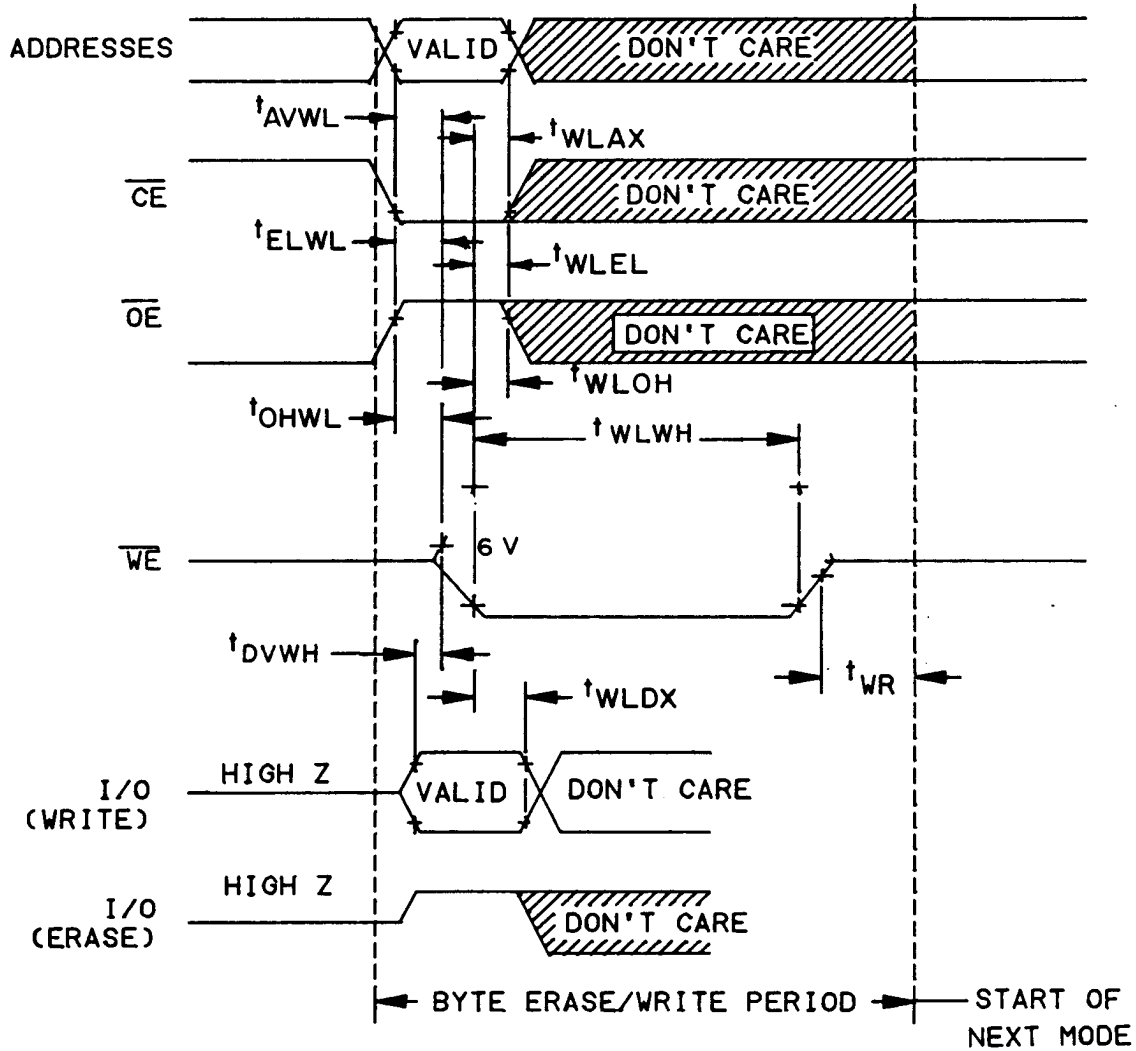 ADDRESSES
VALID
DON'T CARE
tAVWL
tWLAX
CE
DON'T CARE
tELWL
tWLEL
OE
DON'T CARE
tWLOH
tOHWL
tWLWH
WE
6 V
tDVWH
tWLDX
tWR
I/O
(WRITE)
HIGH Z
VALID
DON'T CARE
I/O
(ERASE)
HIGH Z
DON'T CARE
BYTE ERASE/WRITE PERIOD
START OF
NEXT MODE